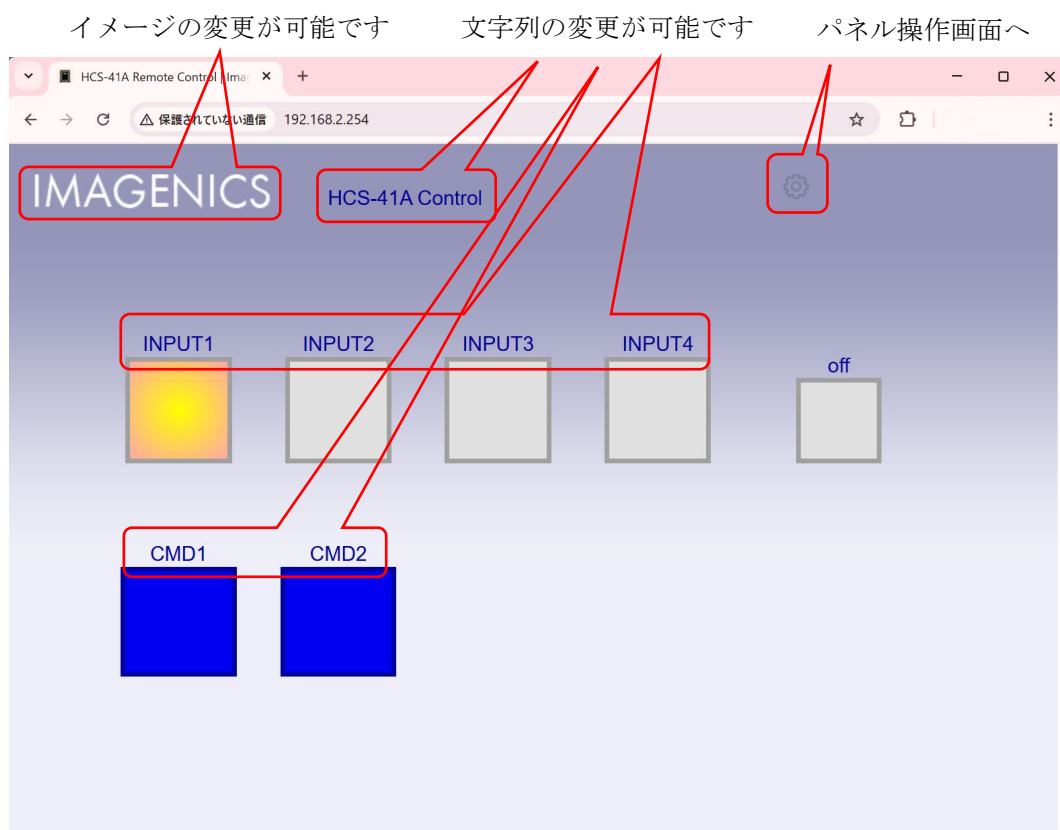 イメージの変更が可能です 文字列の変更が可能です パネル操作画面へ
HCS-41A Remote Control | Ima
保護されていない通信 192.168.2.254
IMAGENICS HCS-41A Control
INPUT1 INPUT2 INPUT3 INPUT4
off
CMD1 CMD2